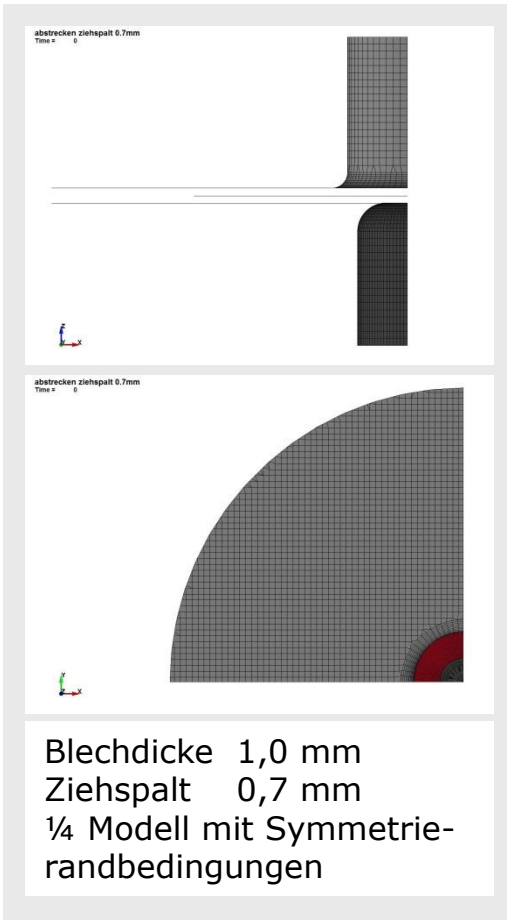 abstrecken ziehspalt 0.7mm
Time = 0
Z
X
abstrecken ziehspalt 0.7mm
Time = 0
Y
Z X
Blechdicke 1,0 mm
Ziehspalt 0,7 mm
¼ Modell mit Symmetrie-
randbedingungen